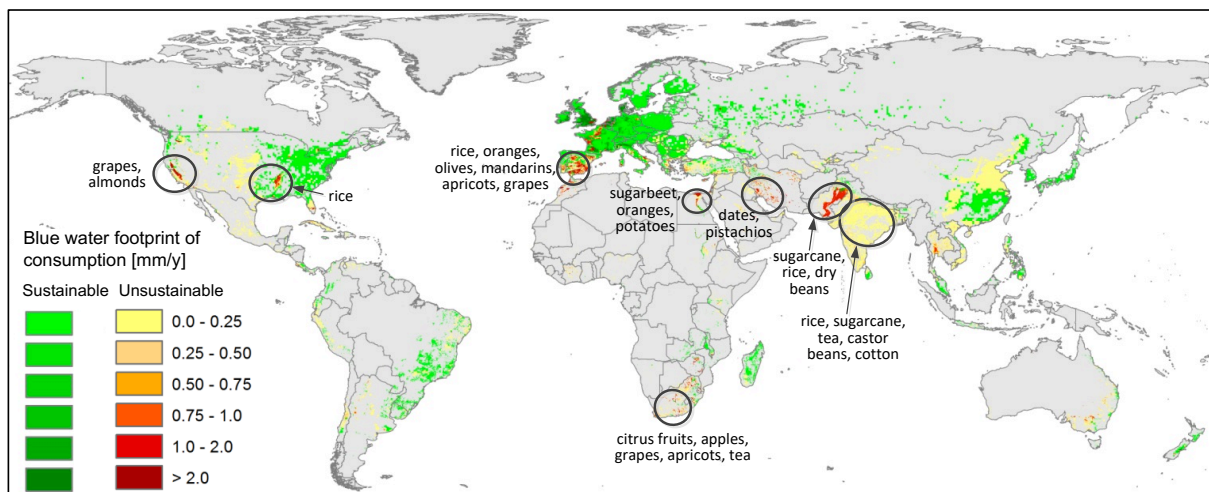 grapes,
almonds
rice
rice, oranges,
olives, mandarins,
apricots, grapes
sugarbeet,
oranges,
potatoes
dates,
pistachios
sugarcane,
rice, dry
beans
rice, sugarcane,
tea, castor
beans, cotton
citrus fruits, apples,
grapes, apricots, tea
Blue water footprint of
consumption [mm/y]
Sustainable Unsustainable
0.0 - 0.25
0.25 - 0.50
0.50 - 0.75
0.75 - 1.0
1.0 - 2.0
> 2.0